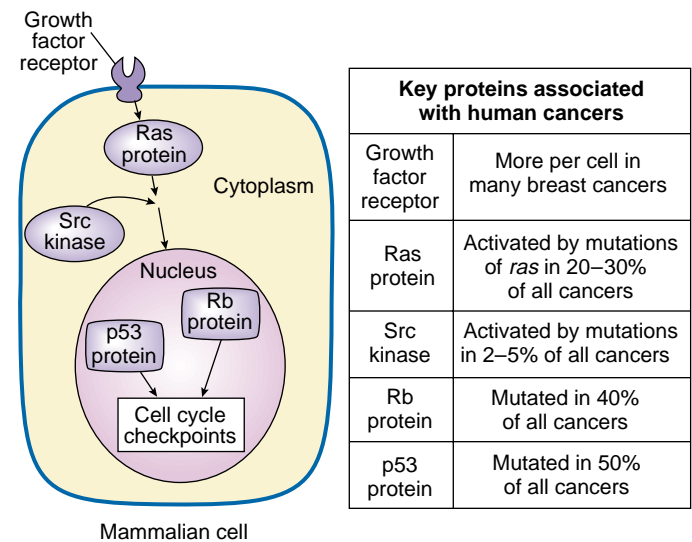 Growth
factor
receptor
Ras
protein
Cytoplasm
Src
kinase
Nucleus
Rb
protein
p53
protein
Cell cycle
checkpoints
Mammalian cell
Key proteins associated
with human cancers
Growth
factor
receptor
More per cell in
many breast cancers
Ras
protein
Activated by mutations
of ras in 20–30%
of all cancers
Src
kinase
Activated by mutations
in 2–5% of all cancers
Rb
protein
Mutated in 40%
of all cancers
p53
protein
Mutated in 50%
of all cancers